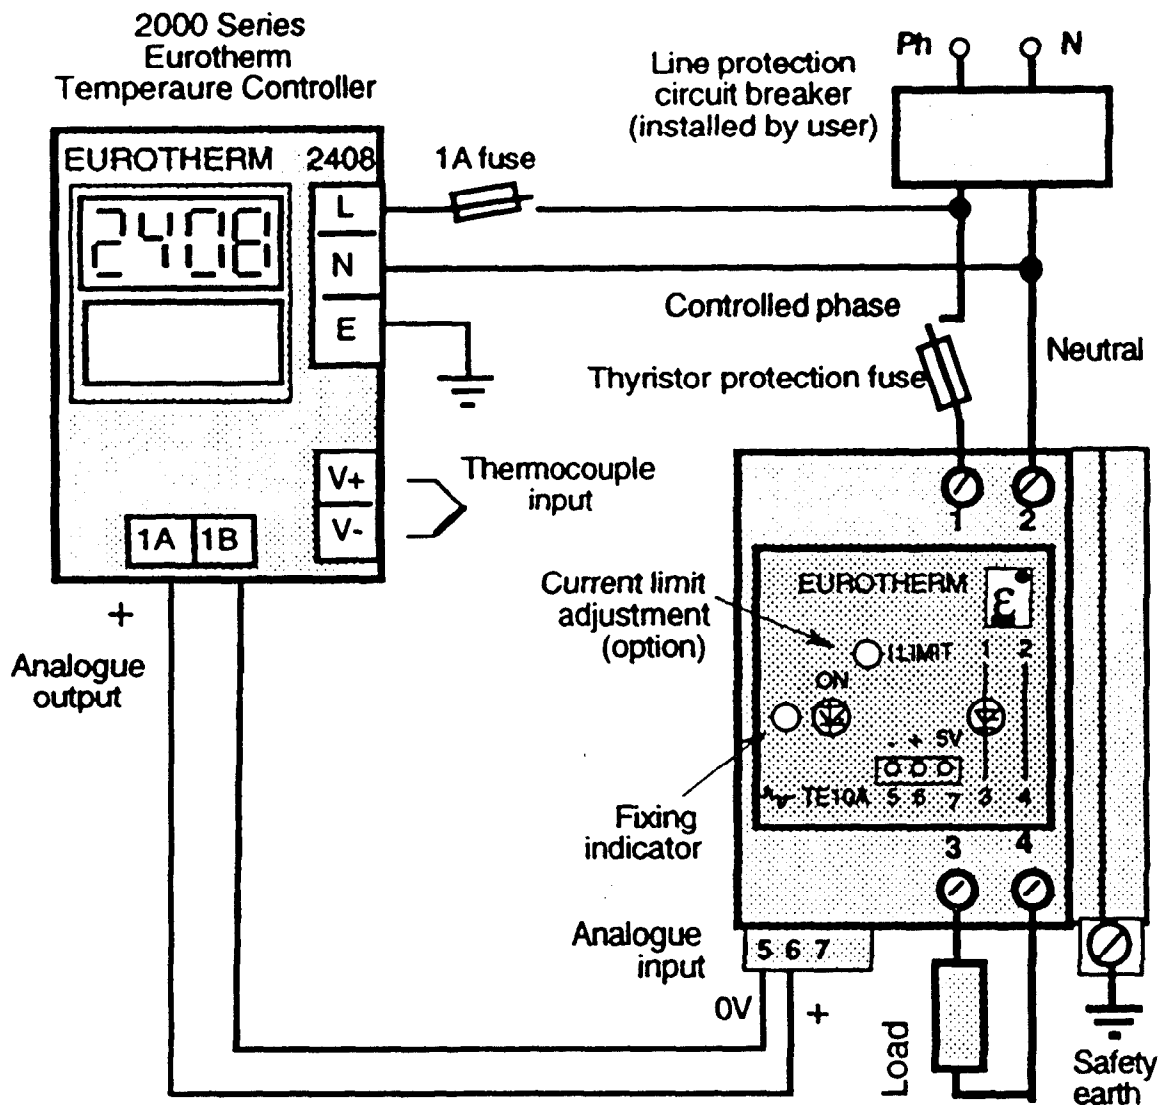 2000 Series
Eurotherm
Temperaure Controller
EUROTHERM 2408
2408
L
N
E
V+
V-
1A 1B
+
Analogue
output
1A fuse
Line protection
circuit breaker
(installed by user)
Ph N
Controlled phase
Thyristor protection fuse
Neutral
Thermocouple
input
Current limit
adjustment
(option)
Fixing
indicator
1 2
EUROTHERM
ε
I LIMIT
1 2
ON
- + 5V
TE10A 5 6 7 3 4
3 4
Analogue
input
5 6 7
0V +
Load
Safety
earth